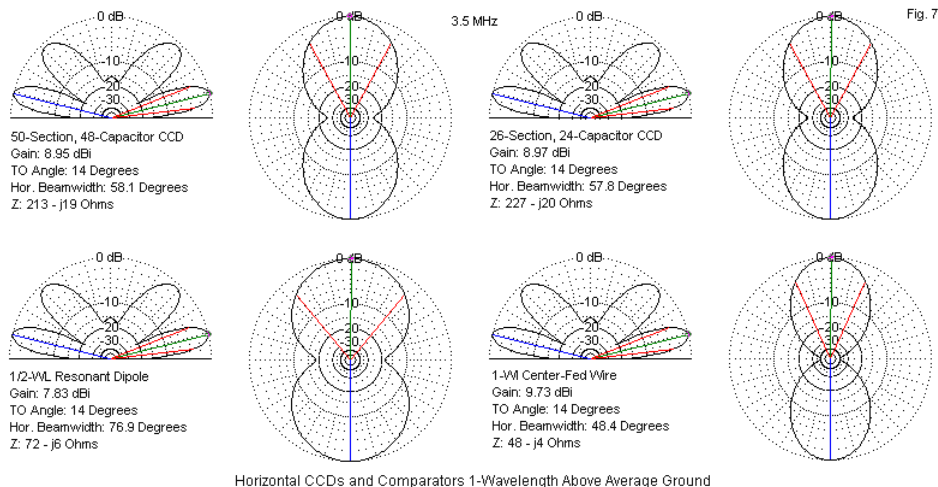 0 dB
-10
20
30
0 dB
-10
20
30
3.5 MHz
0 dB
-10
20
30
0 dB
-10
20
30
Fig. 7
50-Section, 48-Capacitor CCD
Gain: 8.95 dBi
TO Angle: 14 Degrees
Hor. Beamwidth: 58.1 Degrees
Z: 213 - j19 Ohms
26-Section, 24-Capacitor CCD
Gain: 8.97 dBi
TO Angle: 14 Degrees
Hor. Beamwidth: 57.8 Degrees
Z: 227 - j20 Ohms
0 dB
-10
20
30
0 dB
-10
20
30
0 dB
-10
20
30
0 dB
-10
20
30
1/2-WL Resonant Dipole
Gain: 7.83 dBi
TO Angle: 14 Degrees
Hor. Beamwidth: 76.9 Degrees
Z: 72 - j6 Ohms
1-Wl Center-Fed Wire
Gain: 9.73 dBi
TO Angle: 14 Degrees
Hor. Beamwidth: 48.4 Degrees
Z: 48 - j4 Ohms
Horizontal CCDs and Comparators 1-Wavelength Above Average Ground